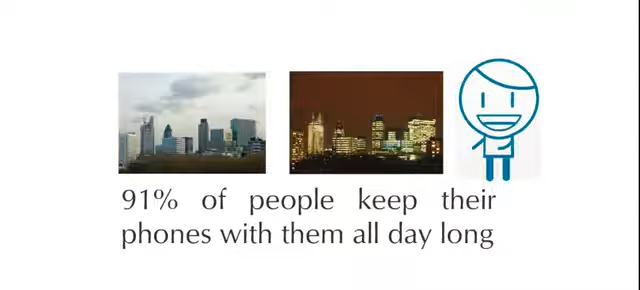 91% of people keep their
phones with them all day long